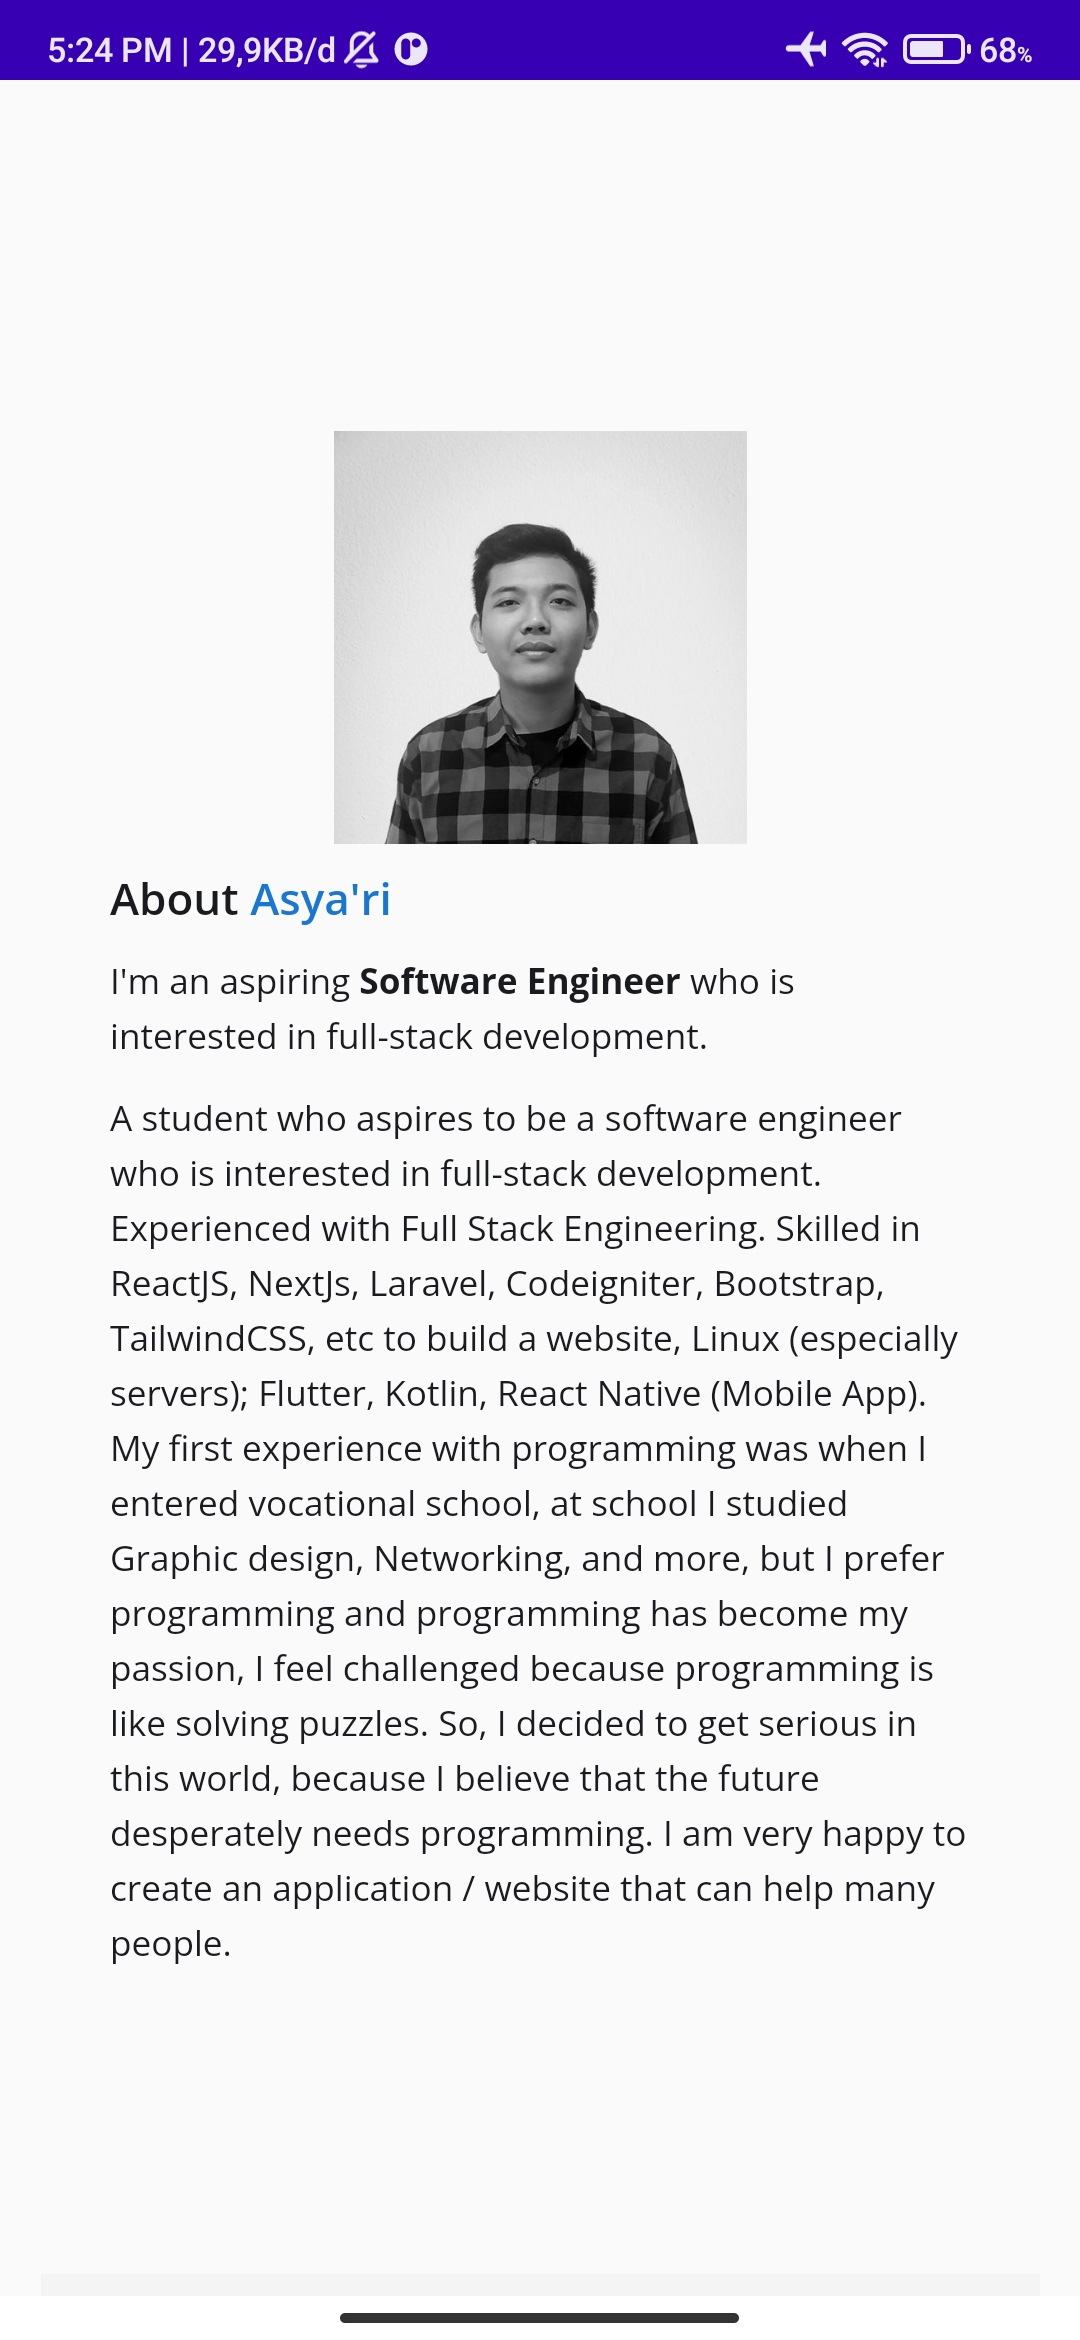 5:24 PM | 29,9KB/d
68%
About Asya'ri
I'm an aspiring Software Engineer who is
interested in full-stack development.
A student who aspires to be a software engineer
who is interested in full-stack development.
Experienced with Full Stack Engineering. Skilled in
ReactJS, NextJs, Laravel, Codeigniter, Bootstrap,
TailwindCSS, etc to build a website, Linux (especially
servers); Flutter, Kotlin, React Native (Mobile App).
My first experience with programming was when I
entered vocational school, at school I studied
Graphic design, Networking, and more, but I prefer
programming and programming has become my
passion, I feel challenged because programming is
like solving puzzles. So, I decided to get serious in
this world, because I believe that the future
desperately needs programming. I am very happy to
create an application / website that can help many
people.